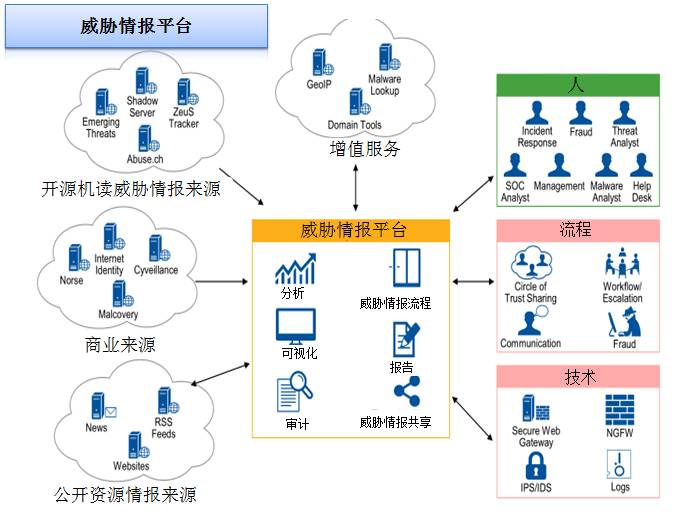 威胁情报平台
Emerging
Threats
Shadow
Server
ZeuS
Tracker
Abuse.ch
开源机读威胁情报来源
GeoIP
Malware
Lookup
Domain Tools
增值服务
人
Incident
Response
Fraud
Threat
Analyst
SOC
Analyst
Management
Malware
Analyst
Help
Desk
Norse
Internet
Identity
Cyveillance
Malcovery
商业来源
威胁情报平台
分析
威胁情报流程
可视化
报告
审计
威胁情报共享
流程
Circle of
Trust Sharing
Workflow/
Escalation
Communication
Fraud
News
RSS
Feeds
Websites
公开资源情报来源
技术
Secure Web
Gateway
NGFW
IPS/IDS
Logs